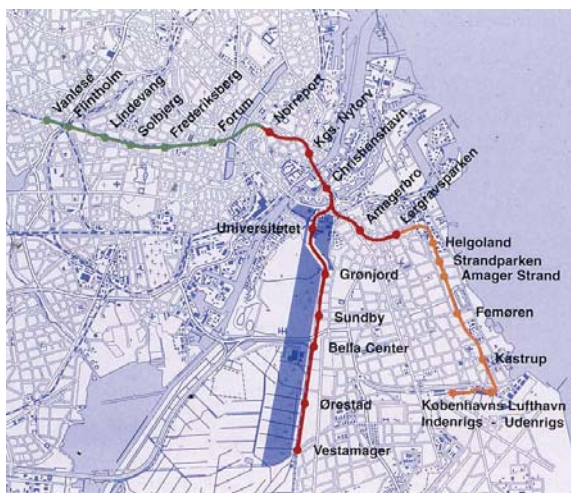 Vanløse
Flintholm
Lindevang
Solbjerg
Frederiksberg
Forum
Nørreport
Kgs. Nytorv
Christianshavn
Amagerbro
Lergravsparken
Universitetet
Helgoland
Strandparken
Amager Strand
Grønjord
Femøren
Sundby
Bella Center
Kastrup
Ørestad
Københavns Lufthavn
Indenrigs - Udenrigs
Vestamager